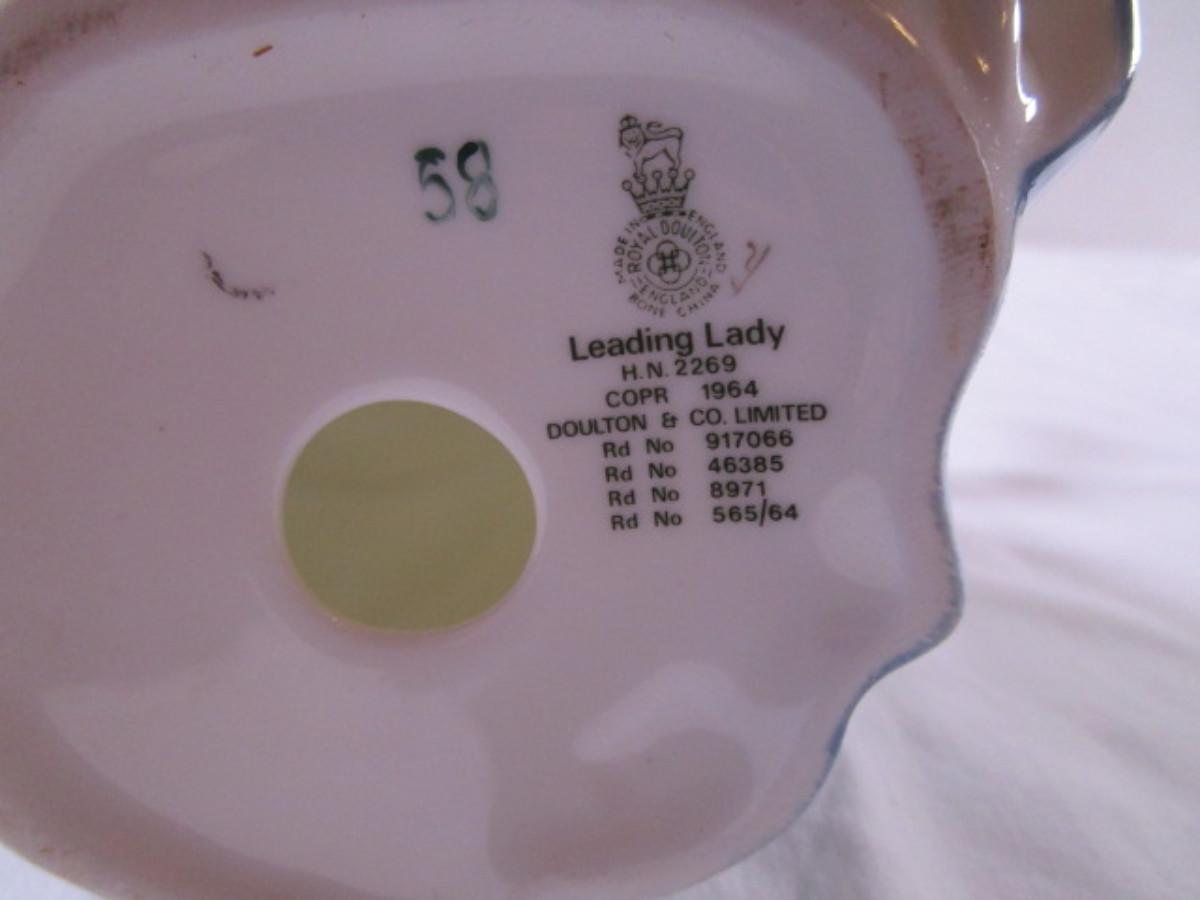 58
MADE IN ENGLAND
ROYAL DOULTON
ENGLAND
BONE CHINA
Leading Lady
H.N. 2269
COPR 1964
DOULTON & CO. LIMITED
Rd No 917066
Rd No 46385
Rd No 8971
Rd No 565/64